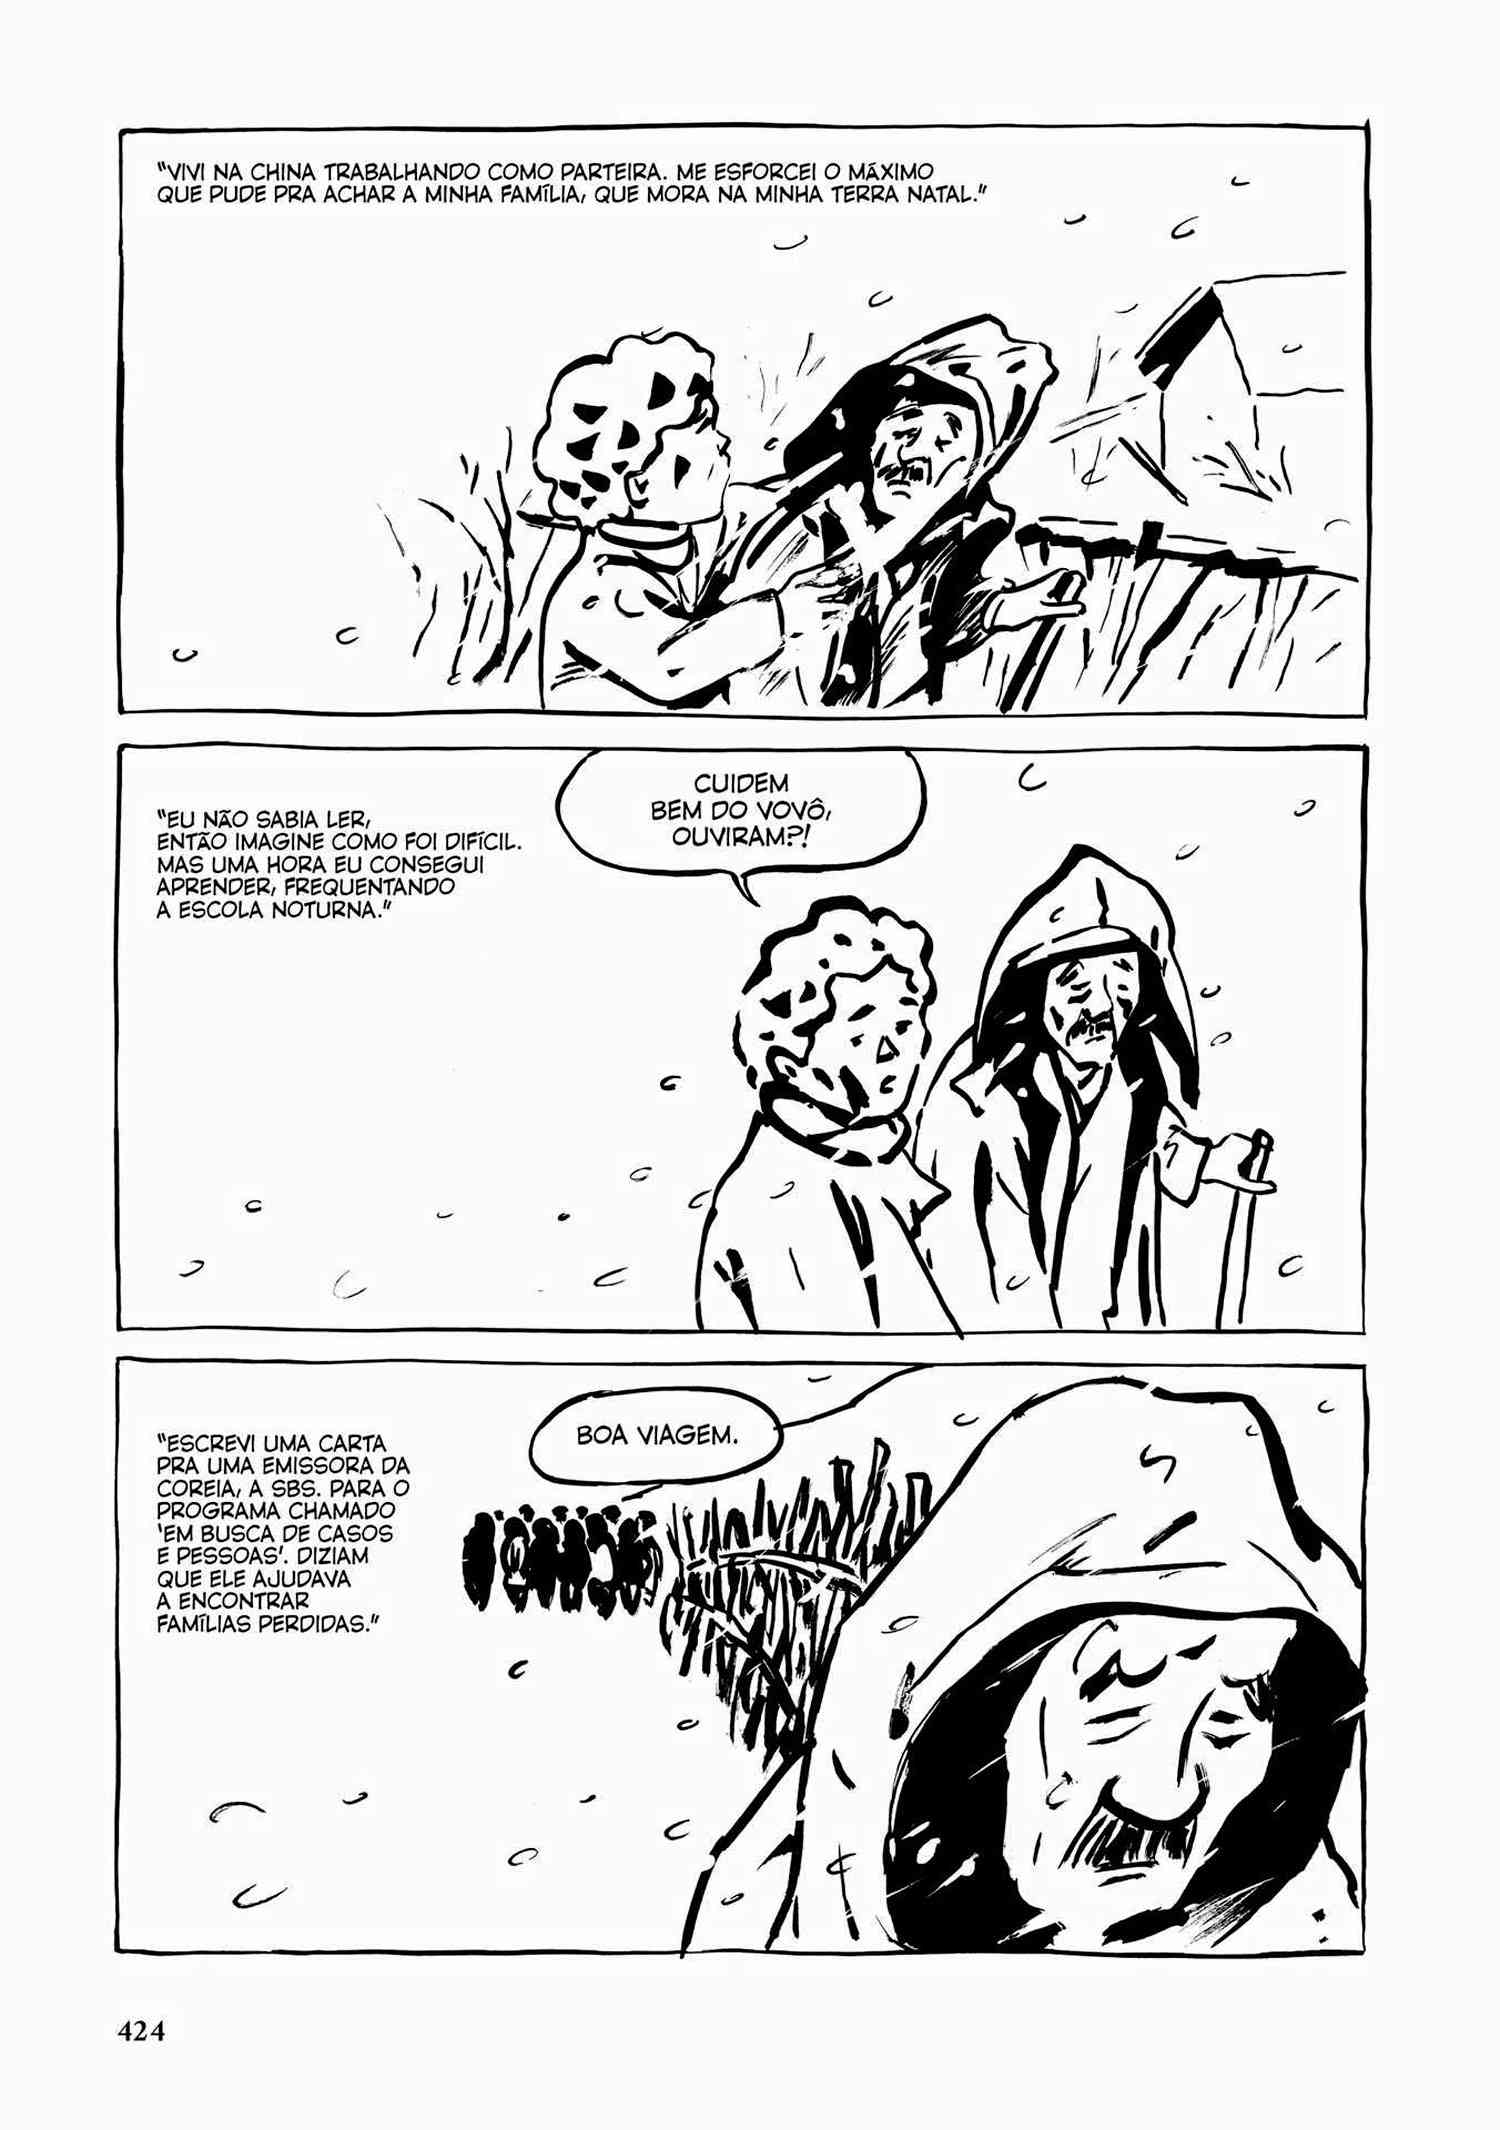 "VIVI NA CHINA TRABALHANDO COMO PARTEIRA. ME ESFORCEI O MÁXIMO
QUE PUDE PRA ACHAR A MINHA FAMÍLIA, QUE MORA NA MINHA TERRA NATAL."
CUIDEM
BEM DO VOVÔ,
OUVIRAM?!
"EU NÃO SABIA LER,
ENTÃO IMAGINE COMO FOI DIFÍCIL.
MAS UMA HORA EU CONSEGUI
APRENDER, FREQUENTANDO
A ESCOLA NOTURNA."
BOA VIAGEM.
"ESCREVI UMA CARTA
PRA UMA EMISSORA DA
COREIA, A SBS. PARA O
PROGRAMA CHAMADO
'EM BUSCA DE CASOS
E PESSOAS'. DIZIAM
QUE ELE AJUDAVA
A ENCONTRAR
FAMÍLIAS PERDIDAS."
424